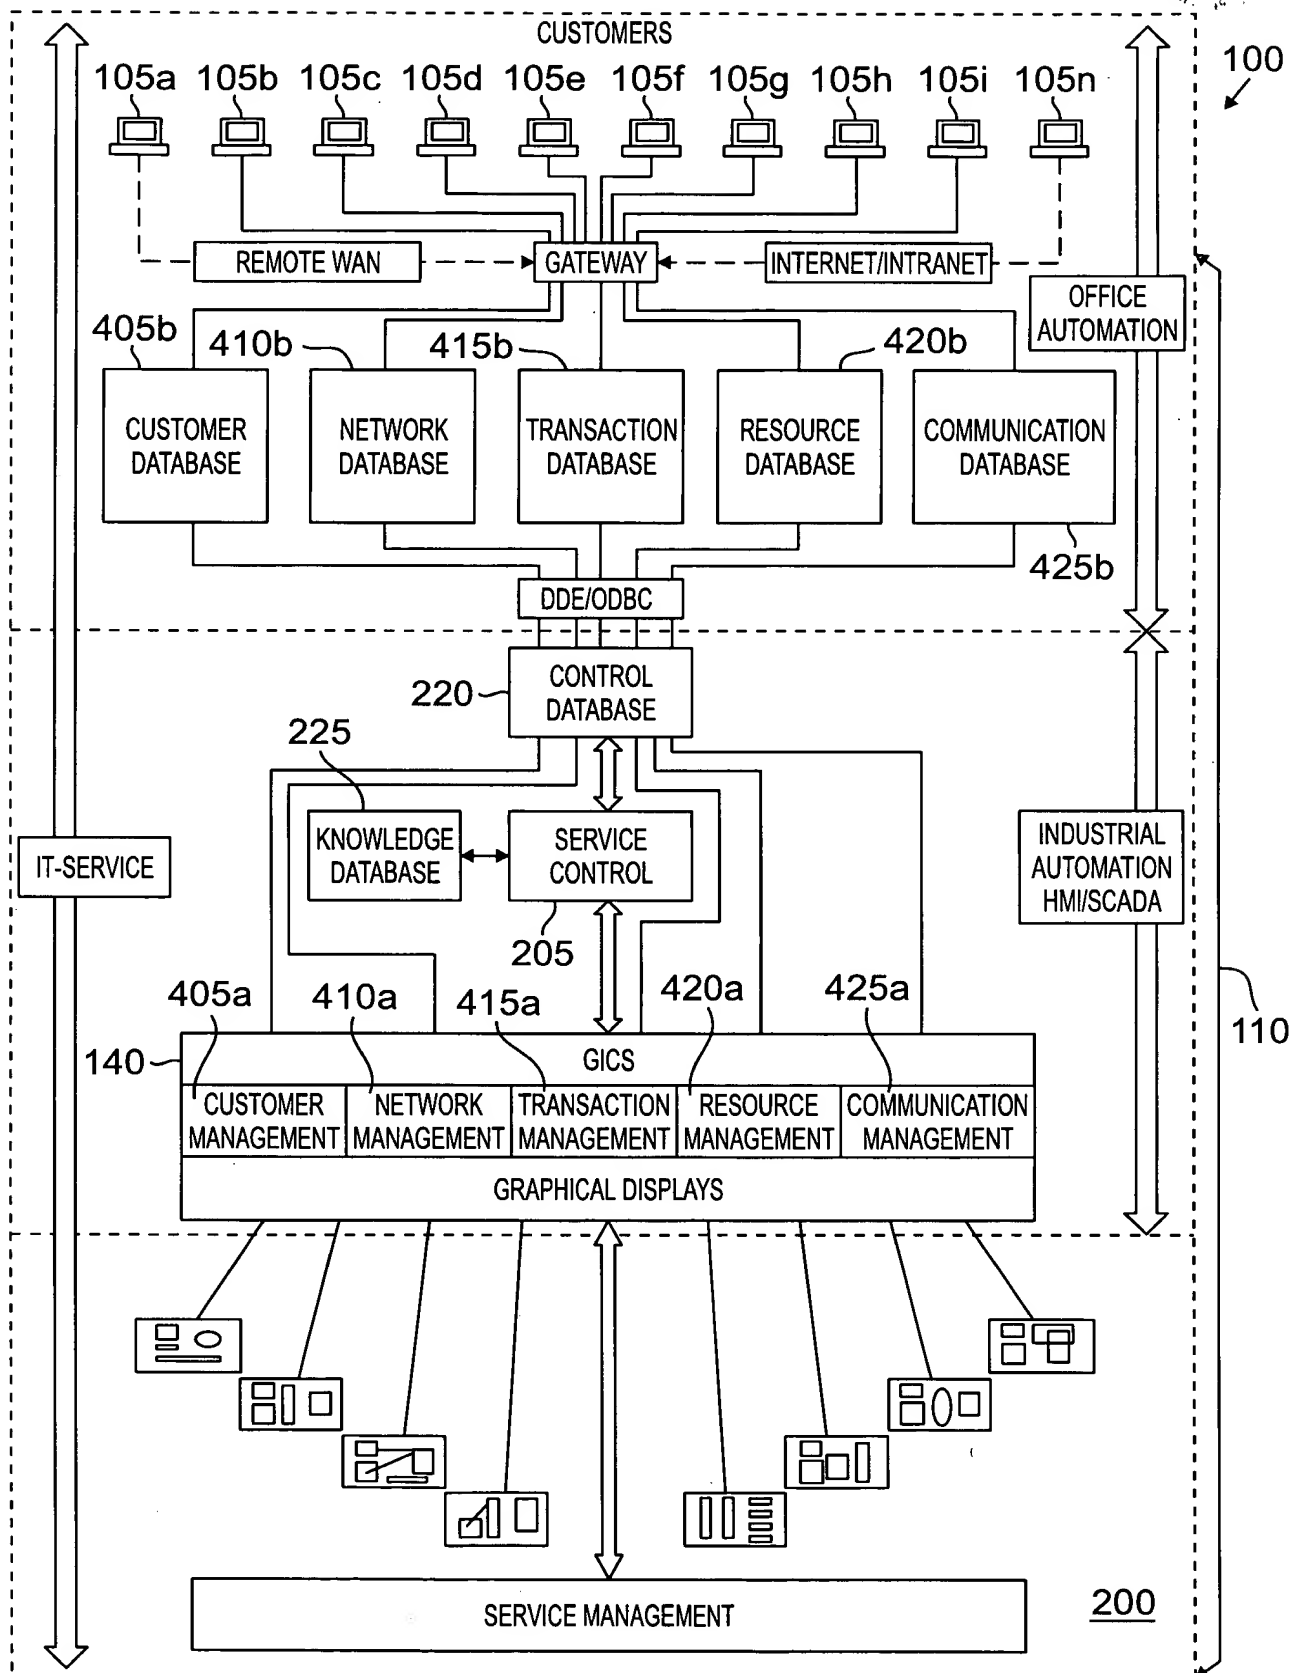 CUSTOMERS
100
105a 105b 105c 105d 105e 105f 105g 105h 105i 105n
REMOTE WAN
GATEWAY
INTERNET/INTRANET
OFFICE
AUTOMATION
405b
410b
415b
420b
CUSTOMER
DATABASE
NETWORK
DATABASE
TRANSACTION
DATABASE
RESOURCE
DATABASE
COMMUNICATION
DATABASE
425b
DDE/ODBC
220
CONTROL
DATABASE
225
KNOWLEDGE
DATABASE
SERVICE
CONTROL
205
IT-SERVICE
INDUSTRIAL
AUTOMATION
HMI/SCADA
110
405a
410a
415a
420a
425a
140
GICS
CUSTOMER
MANAGEMENT
NETWORK
MANAGEMENT
TRANSACTION
MANAGEMENT
RESOURCE
MANAGEMENT
COMMUNICATION
MANAGEMENT
GRAPHICAL DISPLAYS
SERVICE MANAGEMENT
200